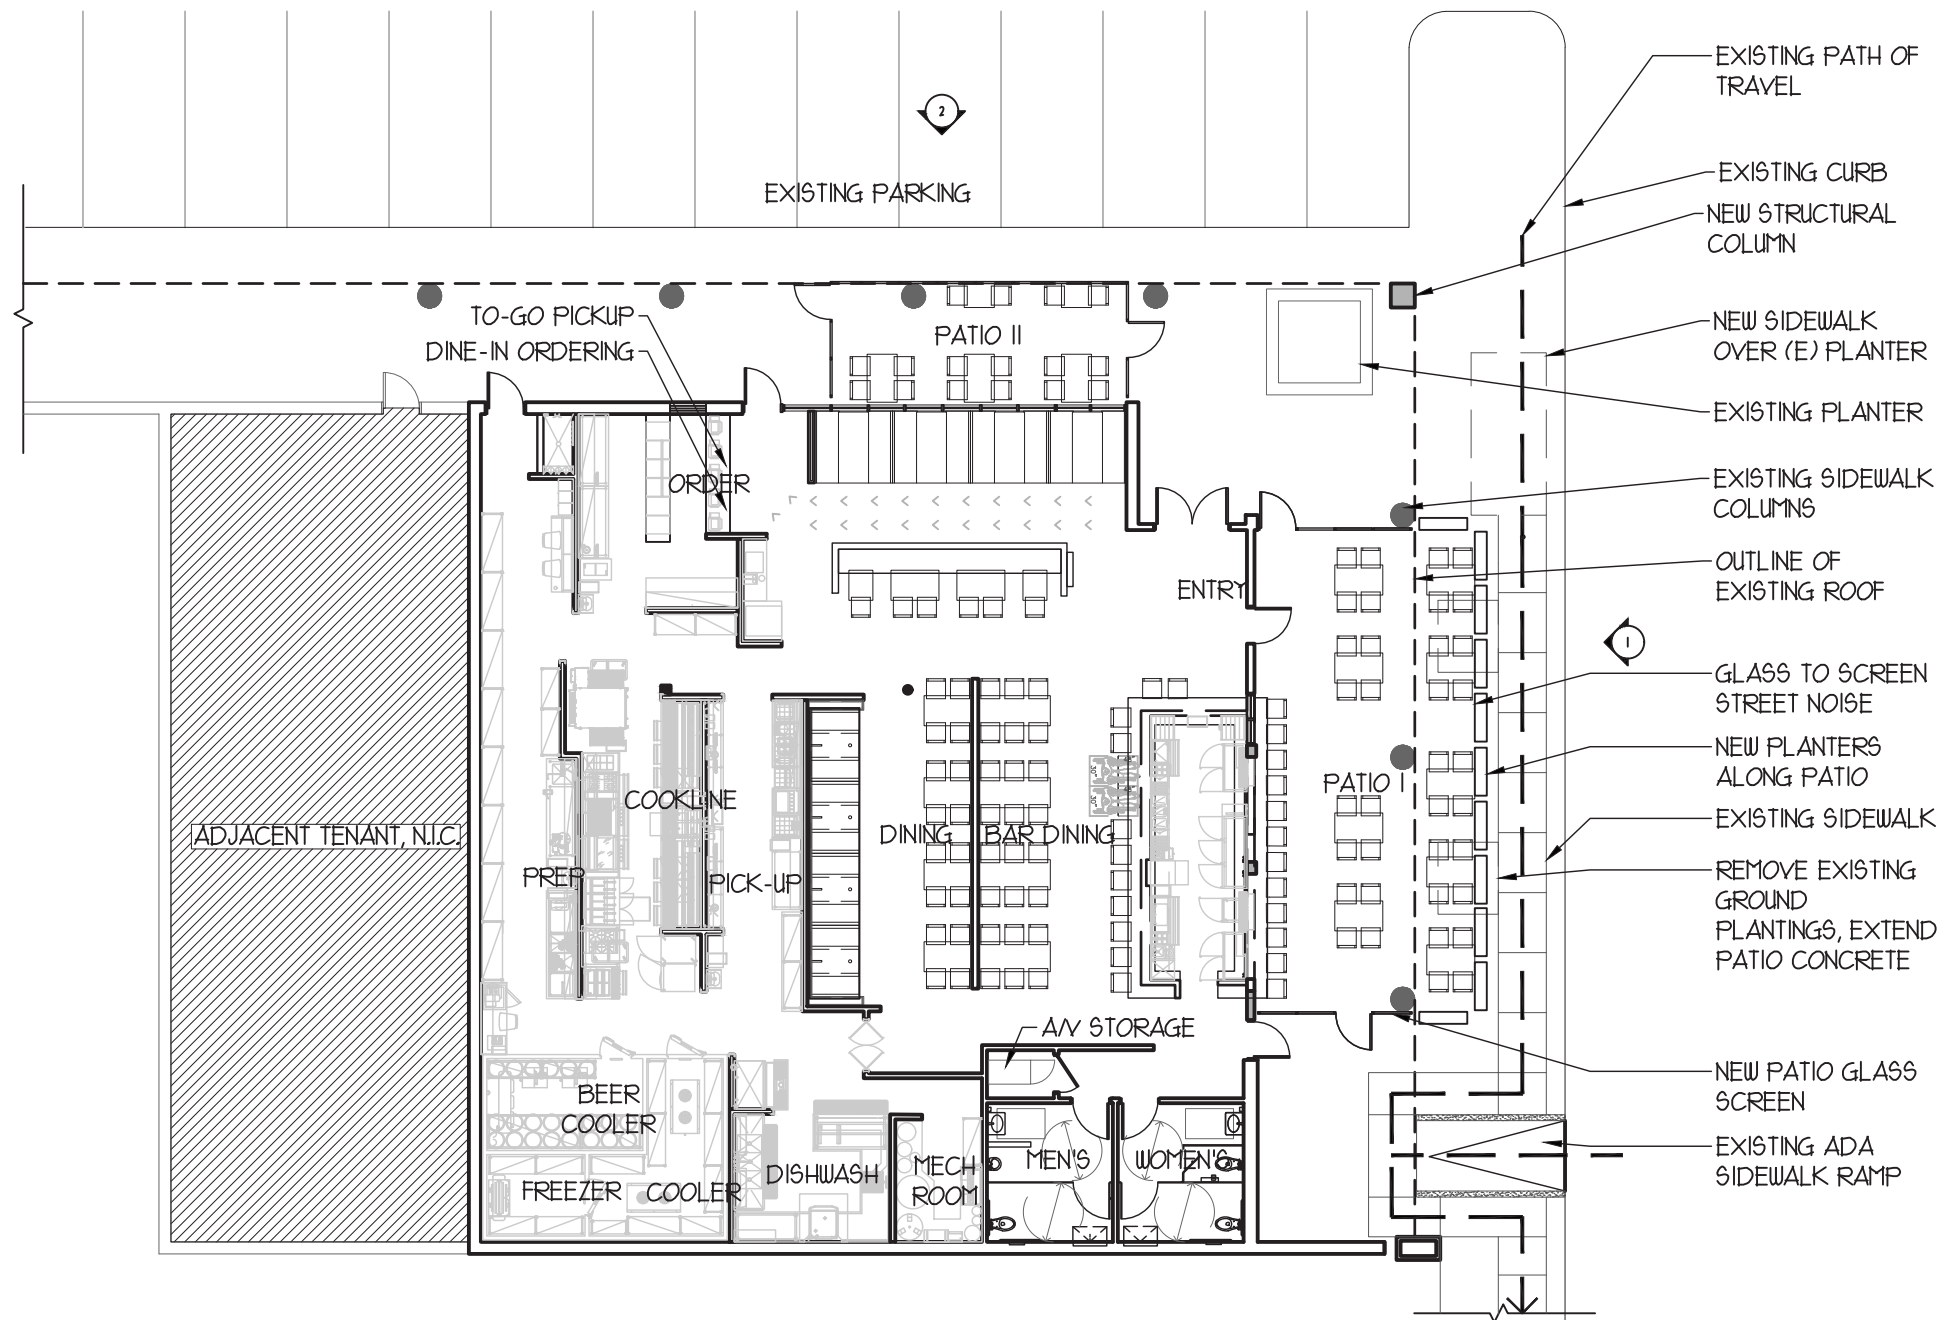 2
EXISTING PARKING
TO-GO PICKUP
DINE-IN ORDERING
PATIO II
ORDER
ENTRY
ADJACENT TENANT, N.I.C.
COOKLINE
PREP
PICK-UP
DINING
BAR DINING
30"
30"
PATIO I
A/V STORAGE
BEER
COOLER
FREEZER
COOLER
DISHWASH
MECH
ROOM
MEN'S
WOMEN'S
1
EXISTING PATH OF
TRAVEL
EXISTING CURB
NEW STRUCTURAL
COLUMN
NEW SIDEWALK
OVER (E) PLANTER
EXISTING PLANTER
EXISTING SIDEWALK
COLUMNS
OUTLINE OF
EXISTING ROOF
GLASS TO SCREEN
STREET NOISE
NEW PLANTERS
ALONG PATIO
EXISTING SIDEWALK
REMOVE EXISTING
GROUND
PLANTINGS, EXTEND
PATIO CONCRETE
NEW PATIO GLASS
SCREEN
EXISTING ADA
SIDEWALK RAMP